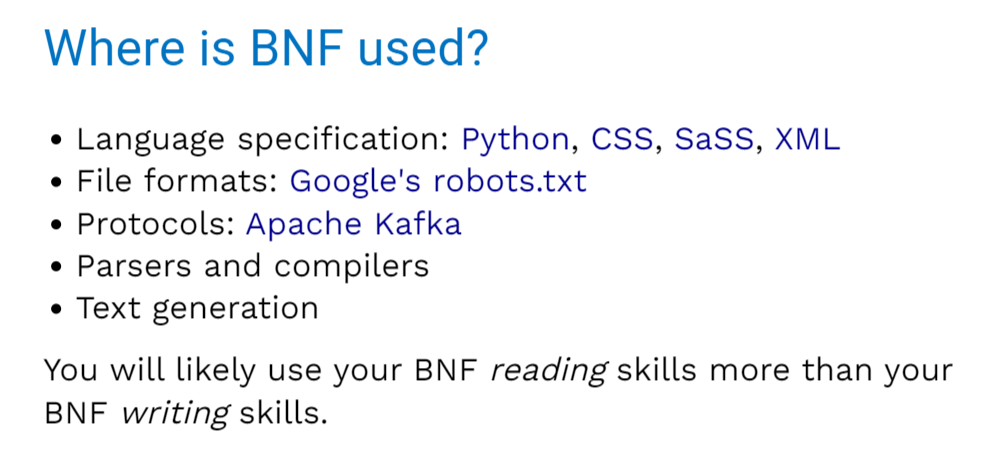 Where is BNF used?
• Language specification: Python, CSS, SaSS, XML
• File formats: Google's robots.txt
• Protocols: Apache Kafka
• Parsers and compilers
• Text generation
You will likely use your BNF reading skills more than your
BNF writing skills.